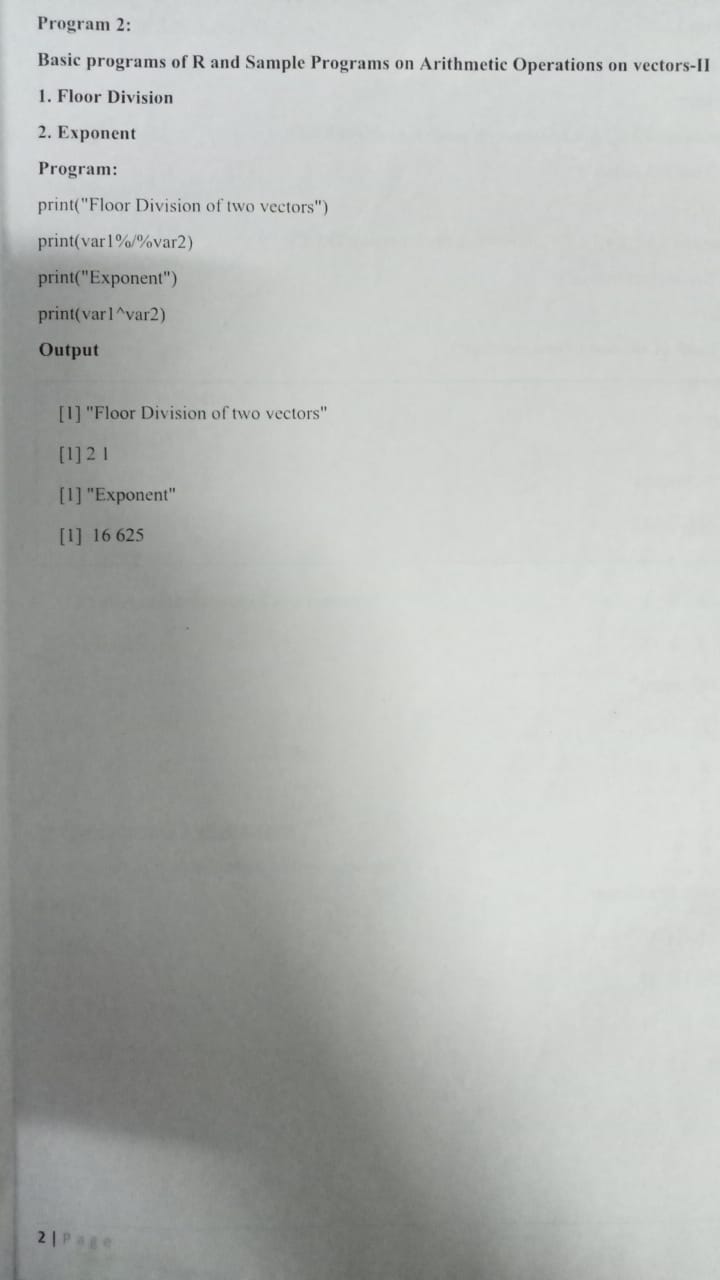 Program 2:
Basic programs of R and Sample Programs on Arithmetic Operations on vectors-II
1. Floor Division
2. Exponent
Program:
print("Floor Division of two vectors")
print(var1%/%var2)
print("Exponent")
print(var1^var2)
Output
[1] "Floor Division of two vectors"
[1] 2 1
[1] "Exponent"
[1]  16 625
2 | Page